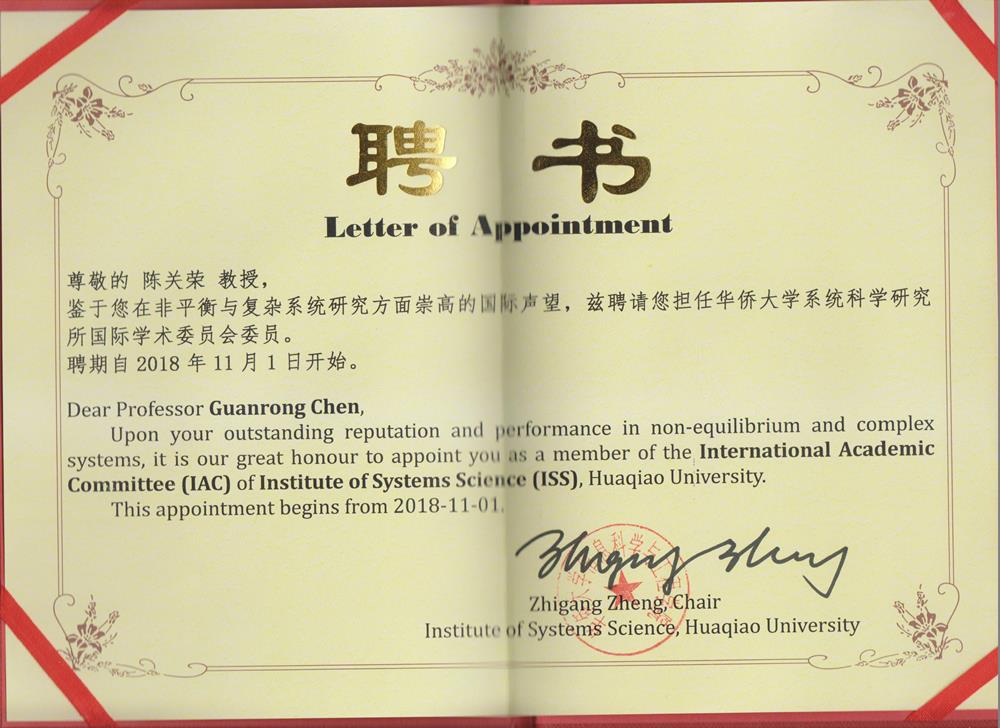 聘书
Letter of Appointment
尊敬的 陈关荣 教授,
鉴于您在非平衡与复杂系统研究方面崇高的国际声望，兹聘请您担任华侨大学系统科学研究
所国际学术委员会委员。
聘期自 2018 年 11 月 1 日开始。
Dear Professor Guanrong Chen,
Upon your outstanding reputation and performance in non-equilibrium and complex
systems, it is our great honour to appoint you as a member of the International Academic
Committee (IAC) of Institute of Systems Science (ISS), Huaqiao University.
This appointment begins from 2018-11-01.
Zhigang Zheng
Zhigang Zheng, Chair
Institute of Systems Science, Huaqiao University